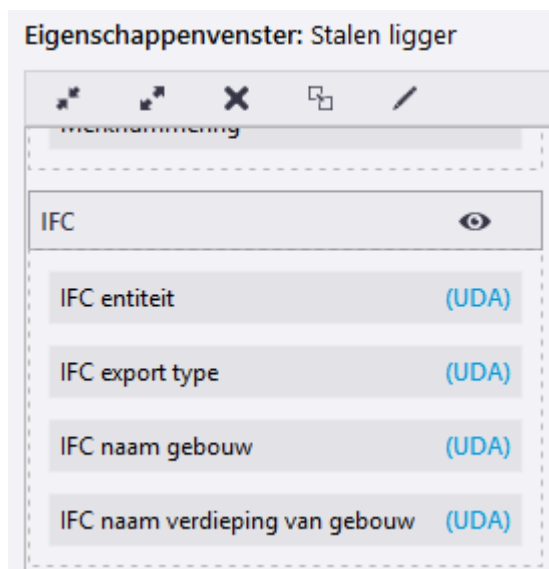 Eigenschappenvenster: Stalen ligger
Merknummering
IFC
IFC entiteit (UDA)
IFC export type (UDA)
IFC naam gebouw (UDA)
IFC naam verdieping van gebouw (UDA)